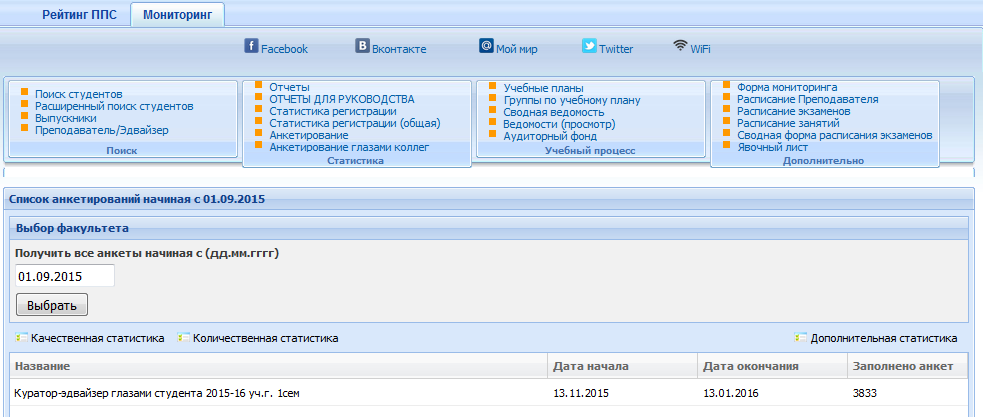 Рейтинг ППС Мониторинг
Facebook Вконтакте Мой мир Twitter WiFi
Поиск студентов
Расширенный поиск студентов
Выпускники
Преподаватель/Эдвайзер
Поиск
Отчеты
ОТЧЕТЫ ДЛЯ РУКОВОДСТВА
Статистика регистрации
Статистика регистрации (общая)
Анкетирование
Анкетирование глазами коллег
Статистика
Учебные планы
Группы по учебному плану
Сводная ведомость
Ведомости (просмотр)
Аудиторный фонд
Учебный процесс
Форма мониторинга
Расписание Преподавателя
Расписание экзаменов
Расписание занятий
Сводная форма расписания экзаменов
Явочный лист
Дополнительно
Список анкетирований начиная с 01.09.2015
Выбор факультета
Получить все анкеты начиная с (дд.мм.гггг)
01.09.2015
Выбрать
Качественная статистика Количественная статистика Дополнительная статистика
Название Дата начала Дата окончания Заполнено анкет
Куратор-эдвайзер глазами студента 2015-16 уч.г. 1сем 13.11.2015 13.01.2016 3833